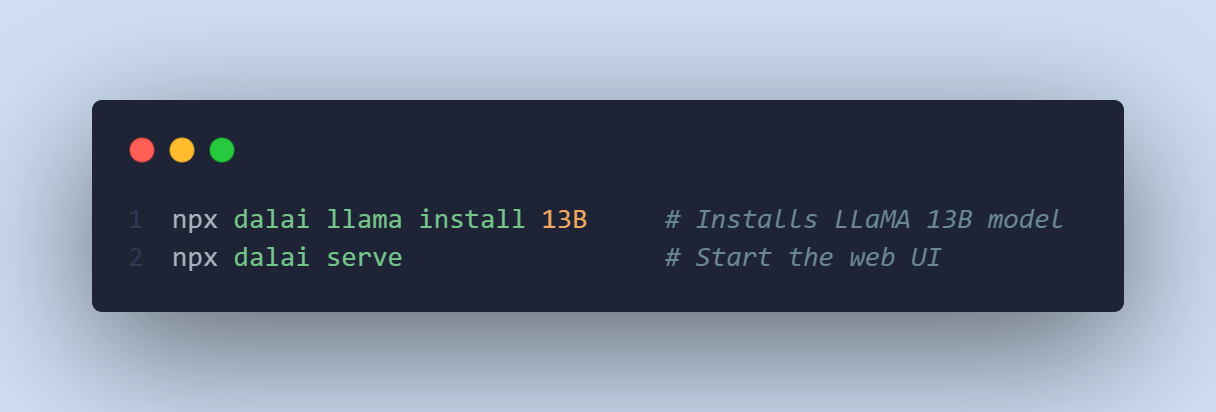 1 npx dalai llama install 13B # Installs LLaMA 13B model
2 npx dalai serve # Start the web UI